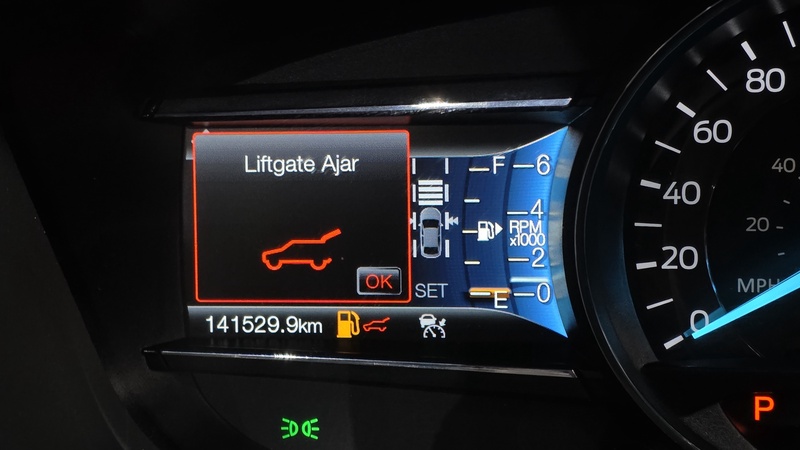 Liftgate Ajar
OK
SET
F
E
6
4
RPM
x1000
2
0
141529.9km
80
60
40
20
0
40
20
MPH
P